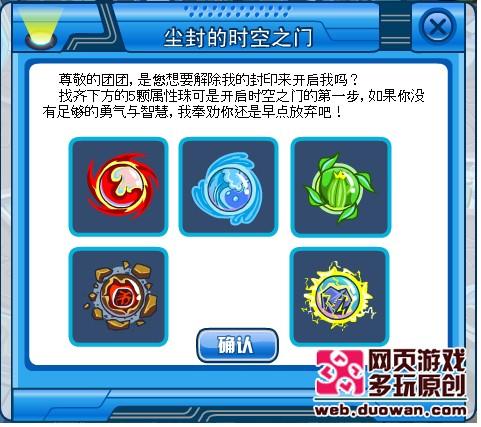 尘封的时空之门
尊敬的团团，是您想要解除我的封印来开启我吗？
找齐下方的5颗属性珠可是开启时空之门的第一步，如果你没
有足够的勇气与智慧，我奉劝你还是早点放弃吧！
确认
网页游戏
多玩原创
web.duowan.com